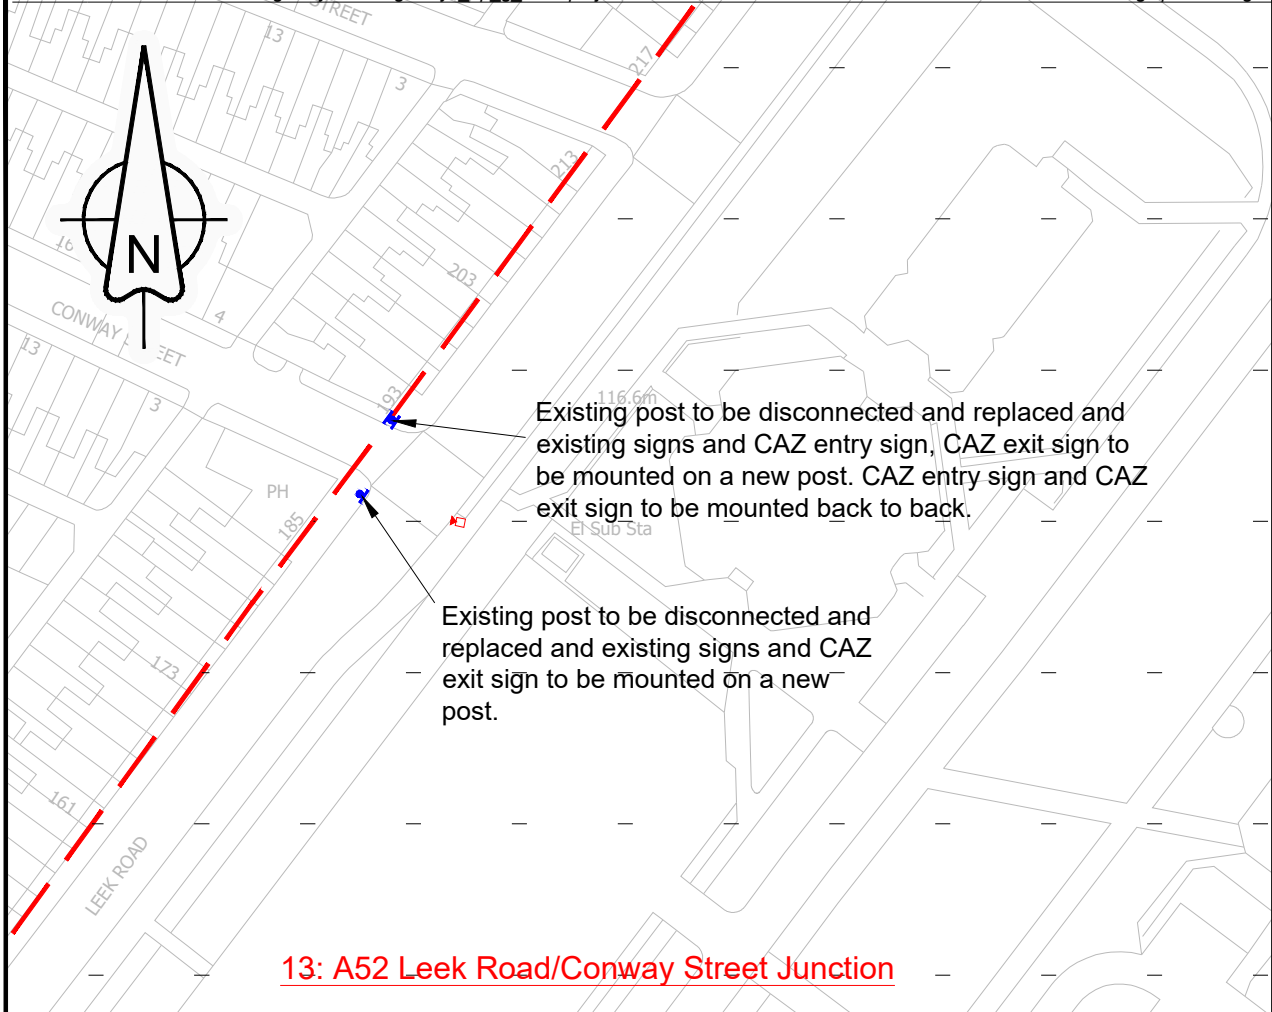 STREET
13
3
217
213
N
16
203
4
CONWAY
13
3
193
116.6m
Existing post to be disconnected and replaced and
existing signs and CAZ entry sign, CAZ exit sign to
be mounted on a new post. CAZ entry sign and CAZ
exit sign to be mounted back to back.
PH
185
El Sub Sta
Existing post to be disconnected and
replaced and existing signs and CAZ
exit sign to be mounted on a new
post.
173
161
LEEK ROAD
13: A52 Leek Road/Conway Street Junction